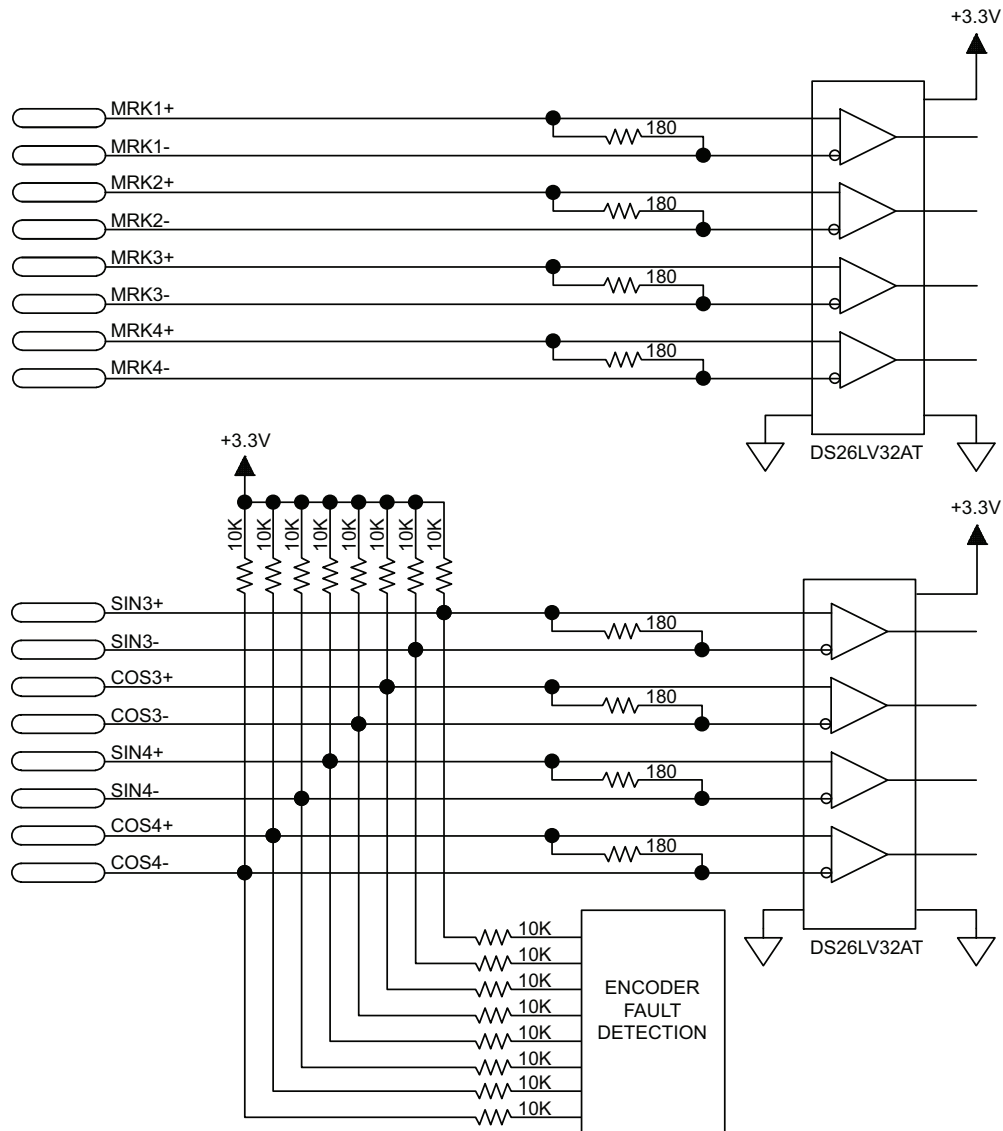 +3.3V
MRK1+
180
MRK1-
MRK2+
180
MRK2-
MRK3+
180
MRK3-
MRK4+
180
MRK4-
DS26LV32AT
+3.3V
+3.3V
10K
10K
10K
10K
10K
10K
10K
10K
SIN3+
180
SIN3-
COS3+
180
COS3-
SIN4+
180
SIN4-
COS4+
180
COS4-
DS26LV32AT
10K
10K
10K
10K
10K
10K
10K
10K
ENCODER
FAULT
DETECTION